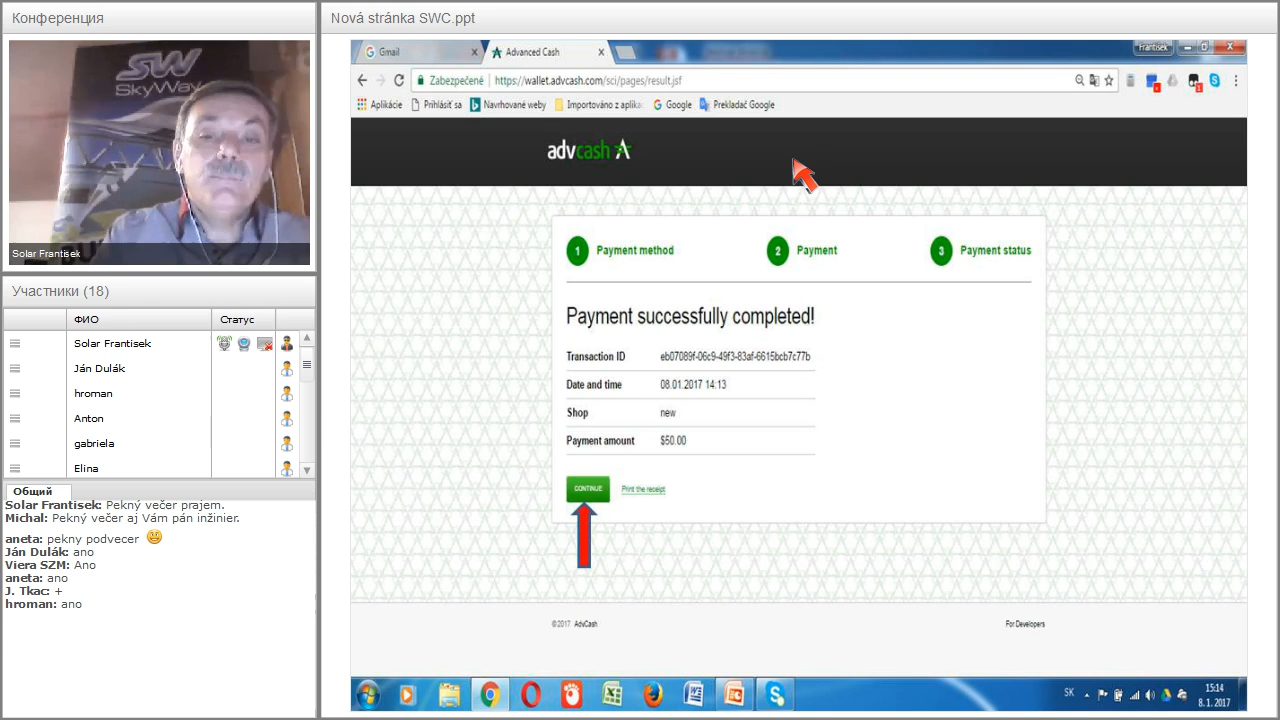 Конференция
SW
SkyWay
Solar Frantisek
Участники (18)
ФИО Статус
Solar Frantisek
Ján Dulák
hroman
Anton
gabriela
Elina
Общий
Solar Frantisek: Pekný večer prajem.
Michal: Pekný večer aj Vám pán inžinier.
aneta: pekny podvecer
Ján Dulák: ano
Viera SZM: Ano
aneta: ano
J. Tkac: +
hroman: ano
Nová stránka SWC.ppt
Gmail
Advanced Cash
František
Zabezpečené https://wallet.advcash.com/sci/pages/result.jsf
Aplikácie Prihlásiť sa Navrhované weby Importováno z aplika Google Prekladač Google
advcash
1 Payment method 2 Payment 3 Payment status
Payment successfully completed!
Transaction ID eb07089f-06c9-49f3-83af-6615bcb7c77b
Date and time 08.01.2017 14:13
Shop new
Payment amount $50.00
CONTINUE Print the receipt
©2017 AdvCash For Developers
SK 15:14
8. 1. 2017